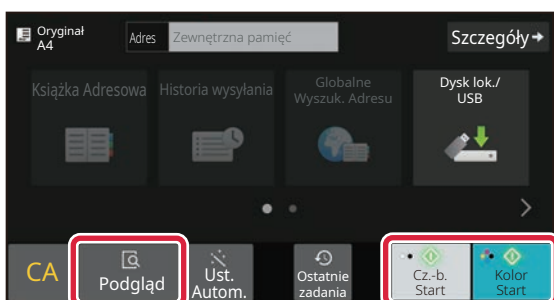 Oryginał
A4
Adres
Zewnętrzna pamięć
Szczegóły
Książka Adresowa
Historia wysyłania
Globalne
Wyszuk. Adresu
Dysk lok./
USB
CA
Podgląd
Ust.
Autom.
Ostatnie
zadania
Cz.-b.
Start
Kolor
Start